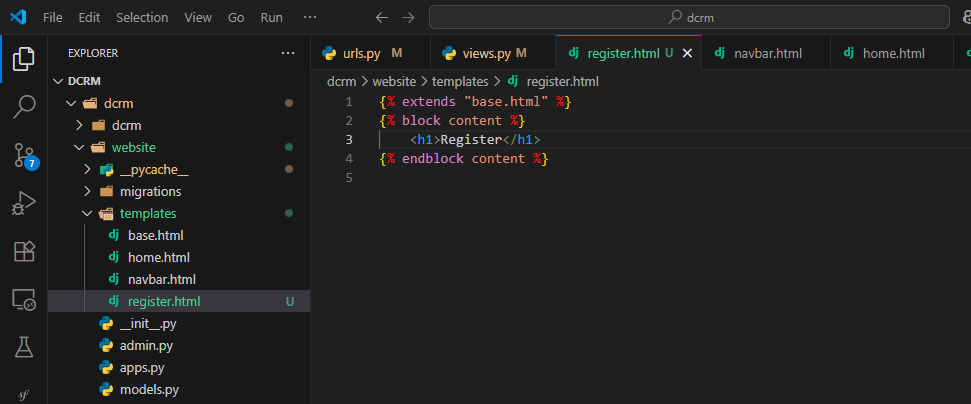 File Edit Selection View Go Run ··· dcrm
EXPLORER ···
DCRM
dcrm
dcrm
website
__pycache__
migrations
templates
base.html
home.html
navbar.html
register.html U
__init__.py
admin.py
apps.py
models.py
7
urls.py M views.py M register.html U navbar.html home.html
dcrm > website > templates > dj register.html
1 {% extends "base.html" %}
2 {% block content %}
3 <h1>Register</h1>
4 {% endblock content %}
5